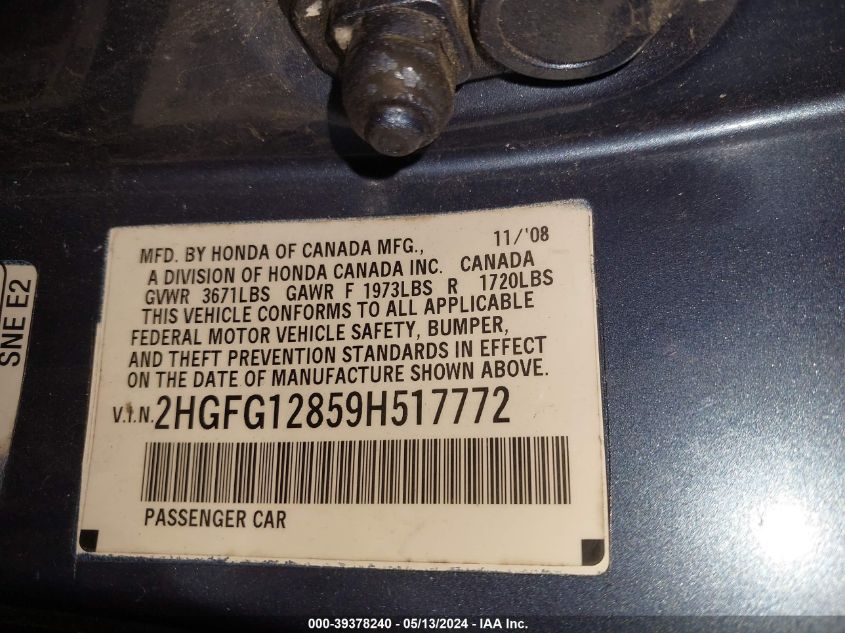 MFD. BY HONDA OF CANADA MFG., 11/'08
A DIVISION OF HONDA CANADA INC. CANADA
GVWR 3671LBS GAWR F 1973LBS R 1720LBS
THIS VEHICLE CONFORMS TO ALL APPLICABLE
FEDERAL MOTOR VEHICLE SAFETY, BUMPER,
AND THEFT PREVENTION STANDARDS IN EFFECT
ON THE DATE OF MANUFACTURE SHOWN ABOVE.
V.I.N. 2HGFG12859H517772
PASSENGER CAR
SNE E2
000-39378240 - 05/13/2024 - IAA Inc.